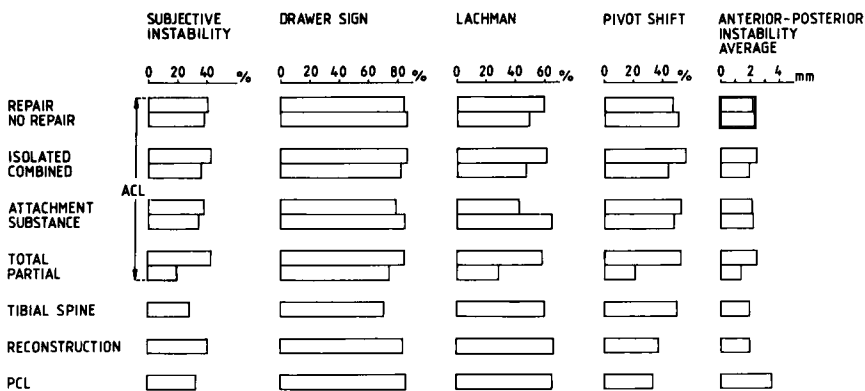 SUBJECTIVE
INSTABILITY
DRAWER SIGN
LACHMAN
PIVOT SHIFT
ANTERIOR-POSTERIOR
INSTABILITY
AVERAGE
0 20 40 %
0 20 40 60 80 %
0 20 40 60 %
0 20 40 %
0 2 4 mm
REPAIR
NO REPAIR
ISOLATED
COMBINED
ACL
ATTACHMENT
SUBSTANCE
TOTAL
PARTIAL
TIBIAL SPINE
RECONSTRUCTION
PCL